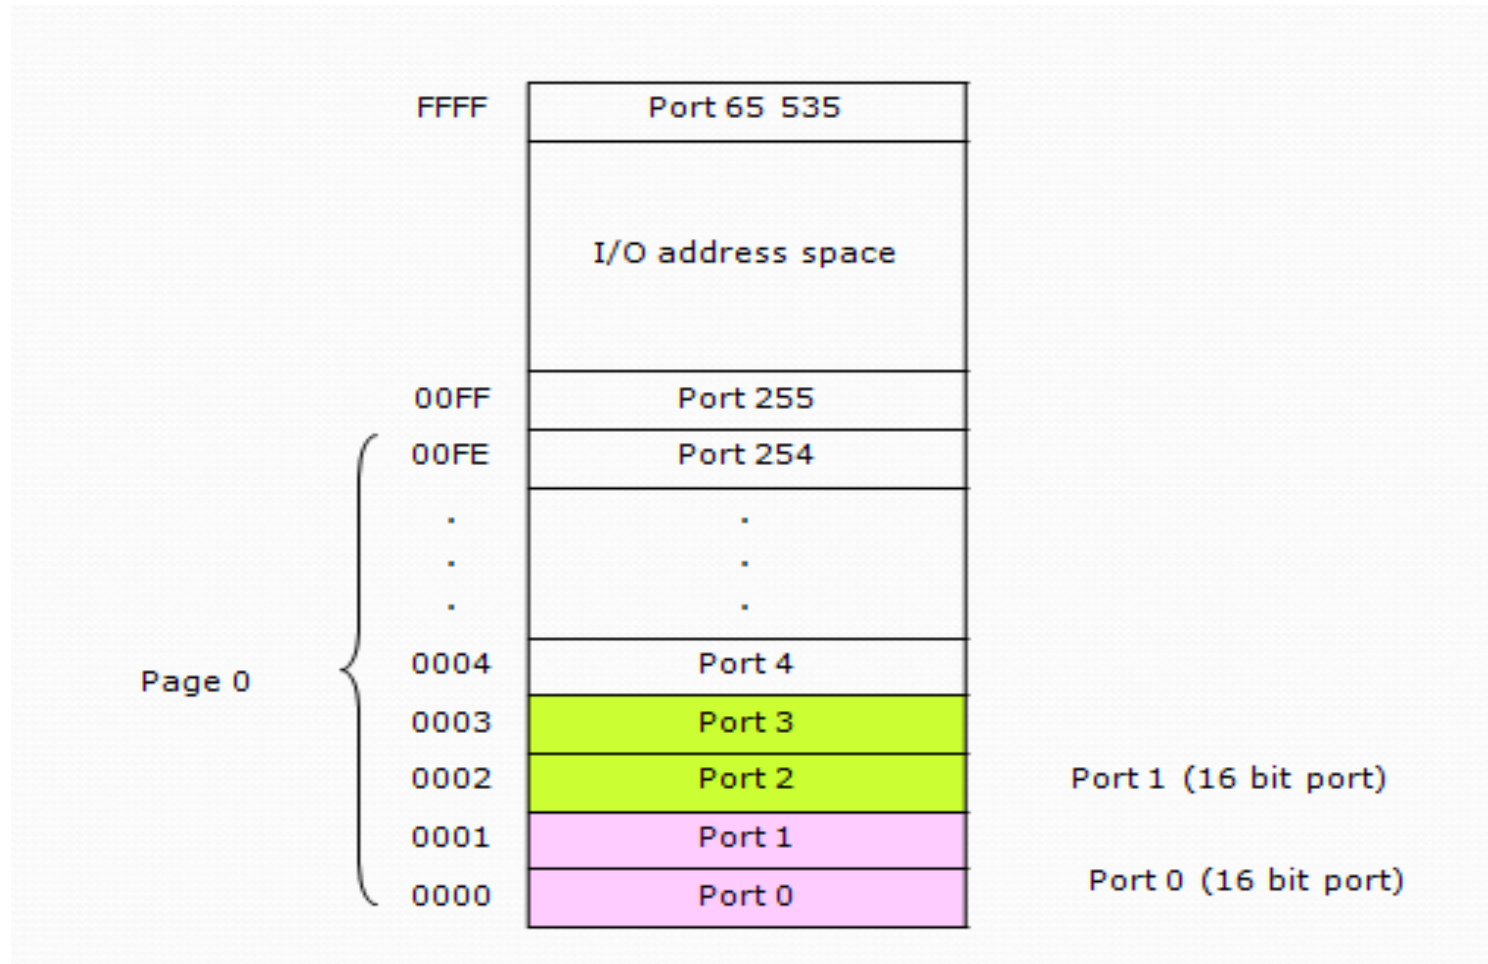 FFFF Port 65 535
I/O address space
00FF Port 255
00FE Port 254
. .
. .
. .
0004 Port 4
Page 0
0003 Port 3
0002 Port 2 Port 1 (16 bit port)
0001 Port 1
Port 0 (16 bit port)
0000 Port 0